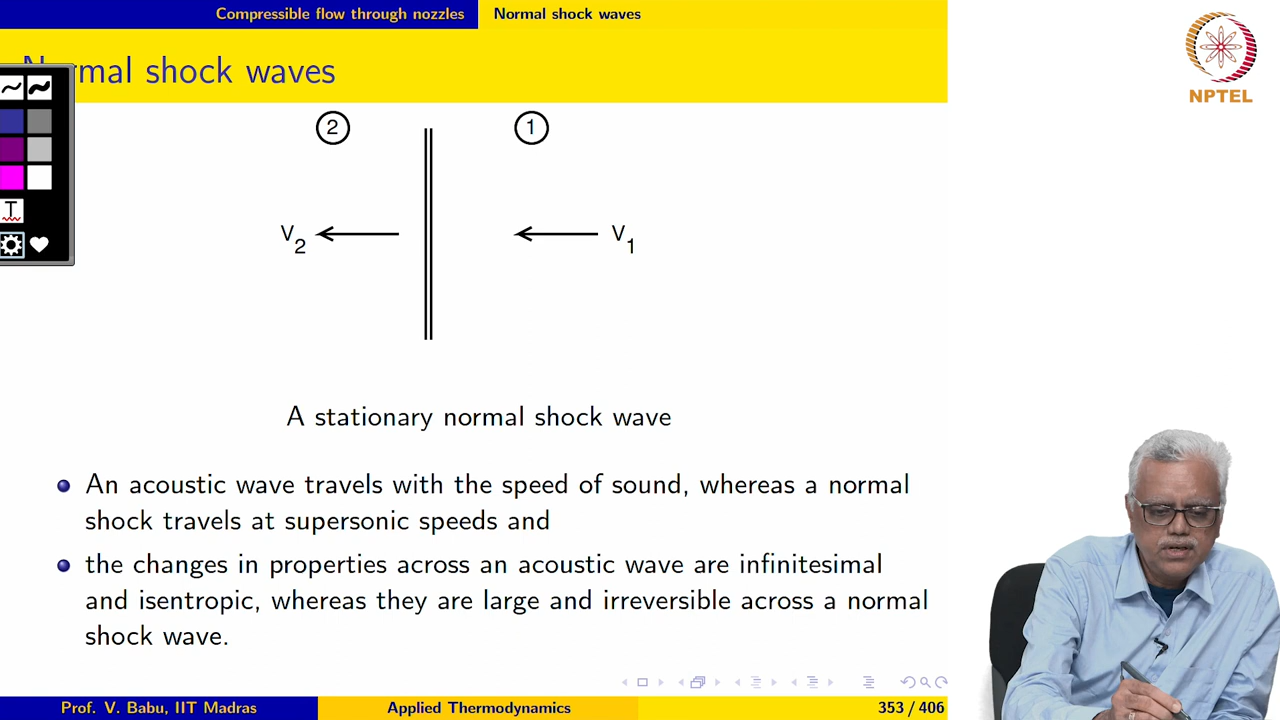 Compressible flow through nozzles Normal shock waves
Normal shock waves
NPTEL
2 1
V2 V1
A stationary normal shock wave
An acoustic wave travels with the speed of sound, whereas a normal
shock travels at supersonic speeds and
the changes in properties across an acoustic wave are infinitesimal
and isentropic, whereas they are large and irreversible across a normal
shock wave.
Prof. V. Babu, IIT Madras Applied Thermodynamics 353 / 406
T